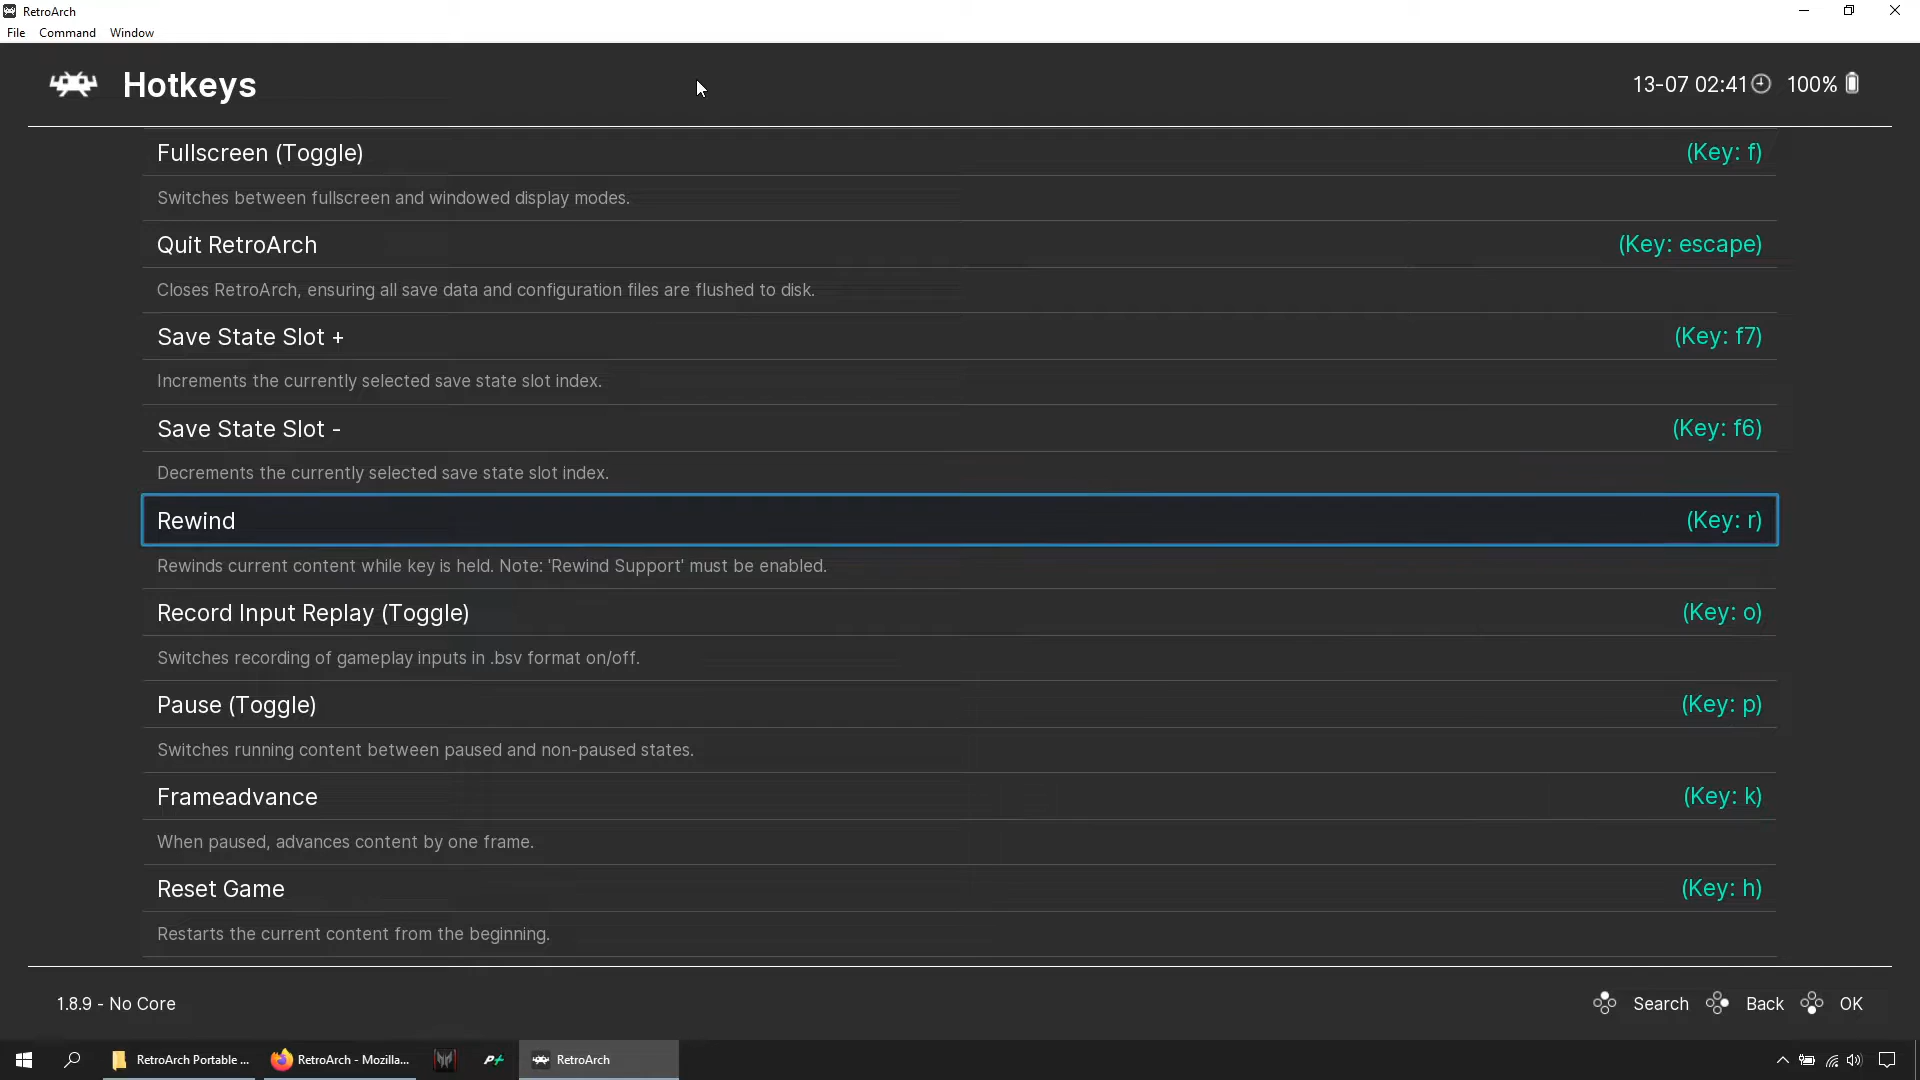 RetroArch
File Command Window
Hotkeys
13-07 02:41 100%
Fullscreen (Toggle) (Key: f)
Switches between fullscreen and windowed display modes.
Quit RetroArch (Key: escape)
Closes RetroArch, ensuring all save data and configuration files are flushed to disk.
Save State Slot + (Key: f7)
Increments the currently selected save state slot index.
Save State Slot - (Key: f6)
Decrements the currently selected save state slot index.
Rewind (Key: r)
Rewinds current content while key is held. Note: 'Rewind Support' must be enabled.
Record Input Replay (Toggle) (Key: o)
Switches recording of gameplay inputs in .bsv format on/off.
Pause (Toggle) (Key: p)
Switches running content between paused and non-paused states.
Frameadvance (Key: k)
When paused, advances content by one frame.
Reset Game (Key: h)
Restarts the current content from the beginning.
1.8.9 - No Core Search Back OK
RetroArch Portable ... RetroArch - Mozilla... RetroArch